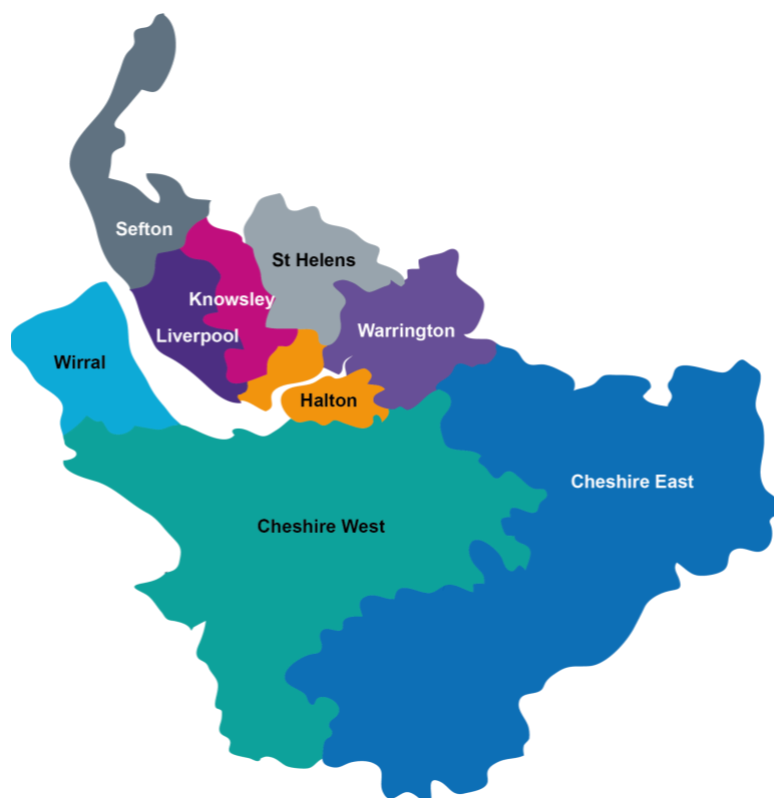 Sefton
St Helens
Knowsley
Liverpool
Warrington
Wirral
Halton
Cheshire East
Cheshire West